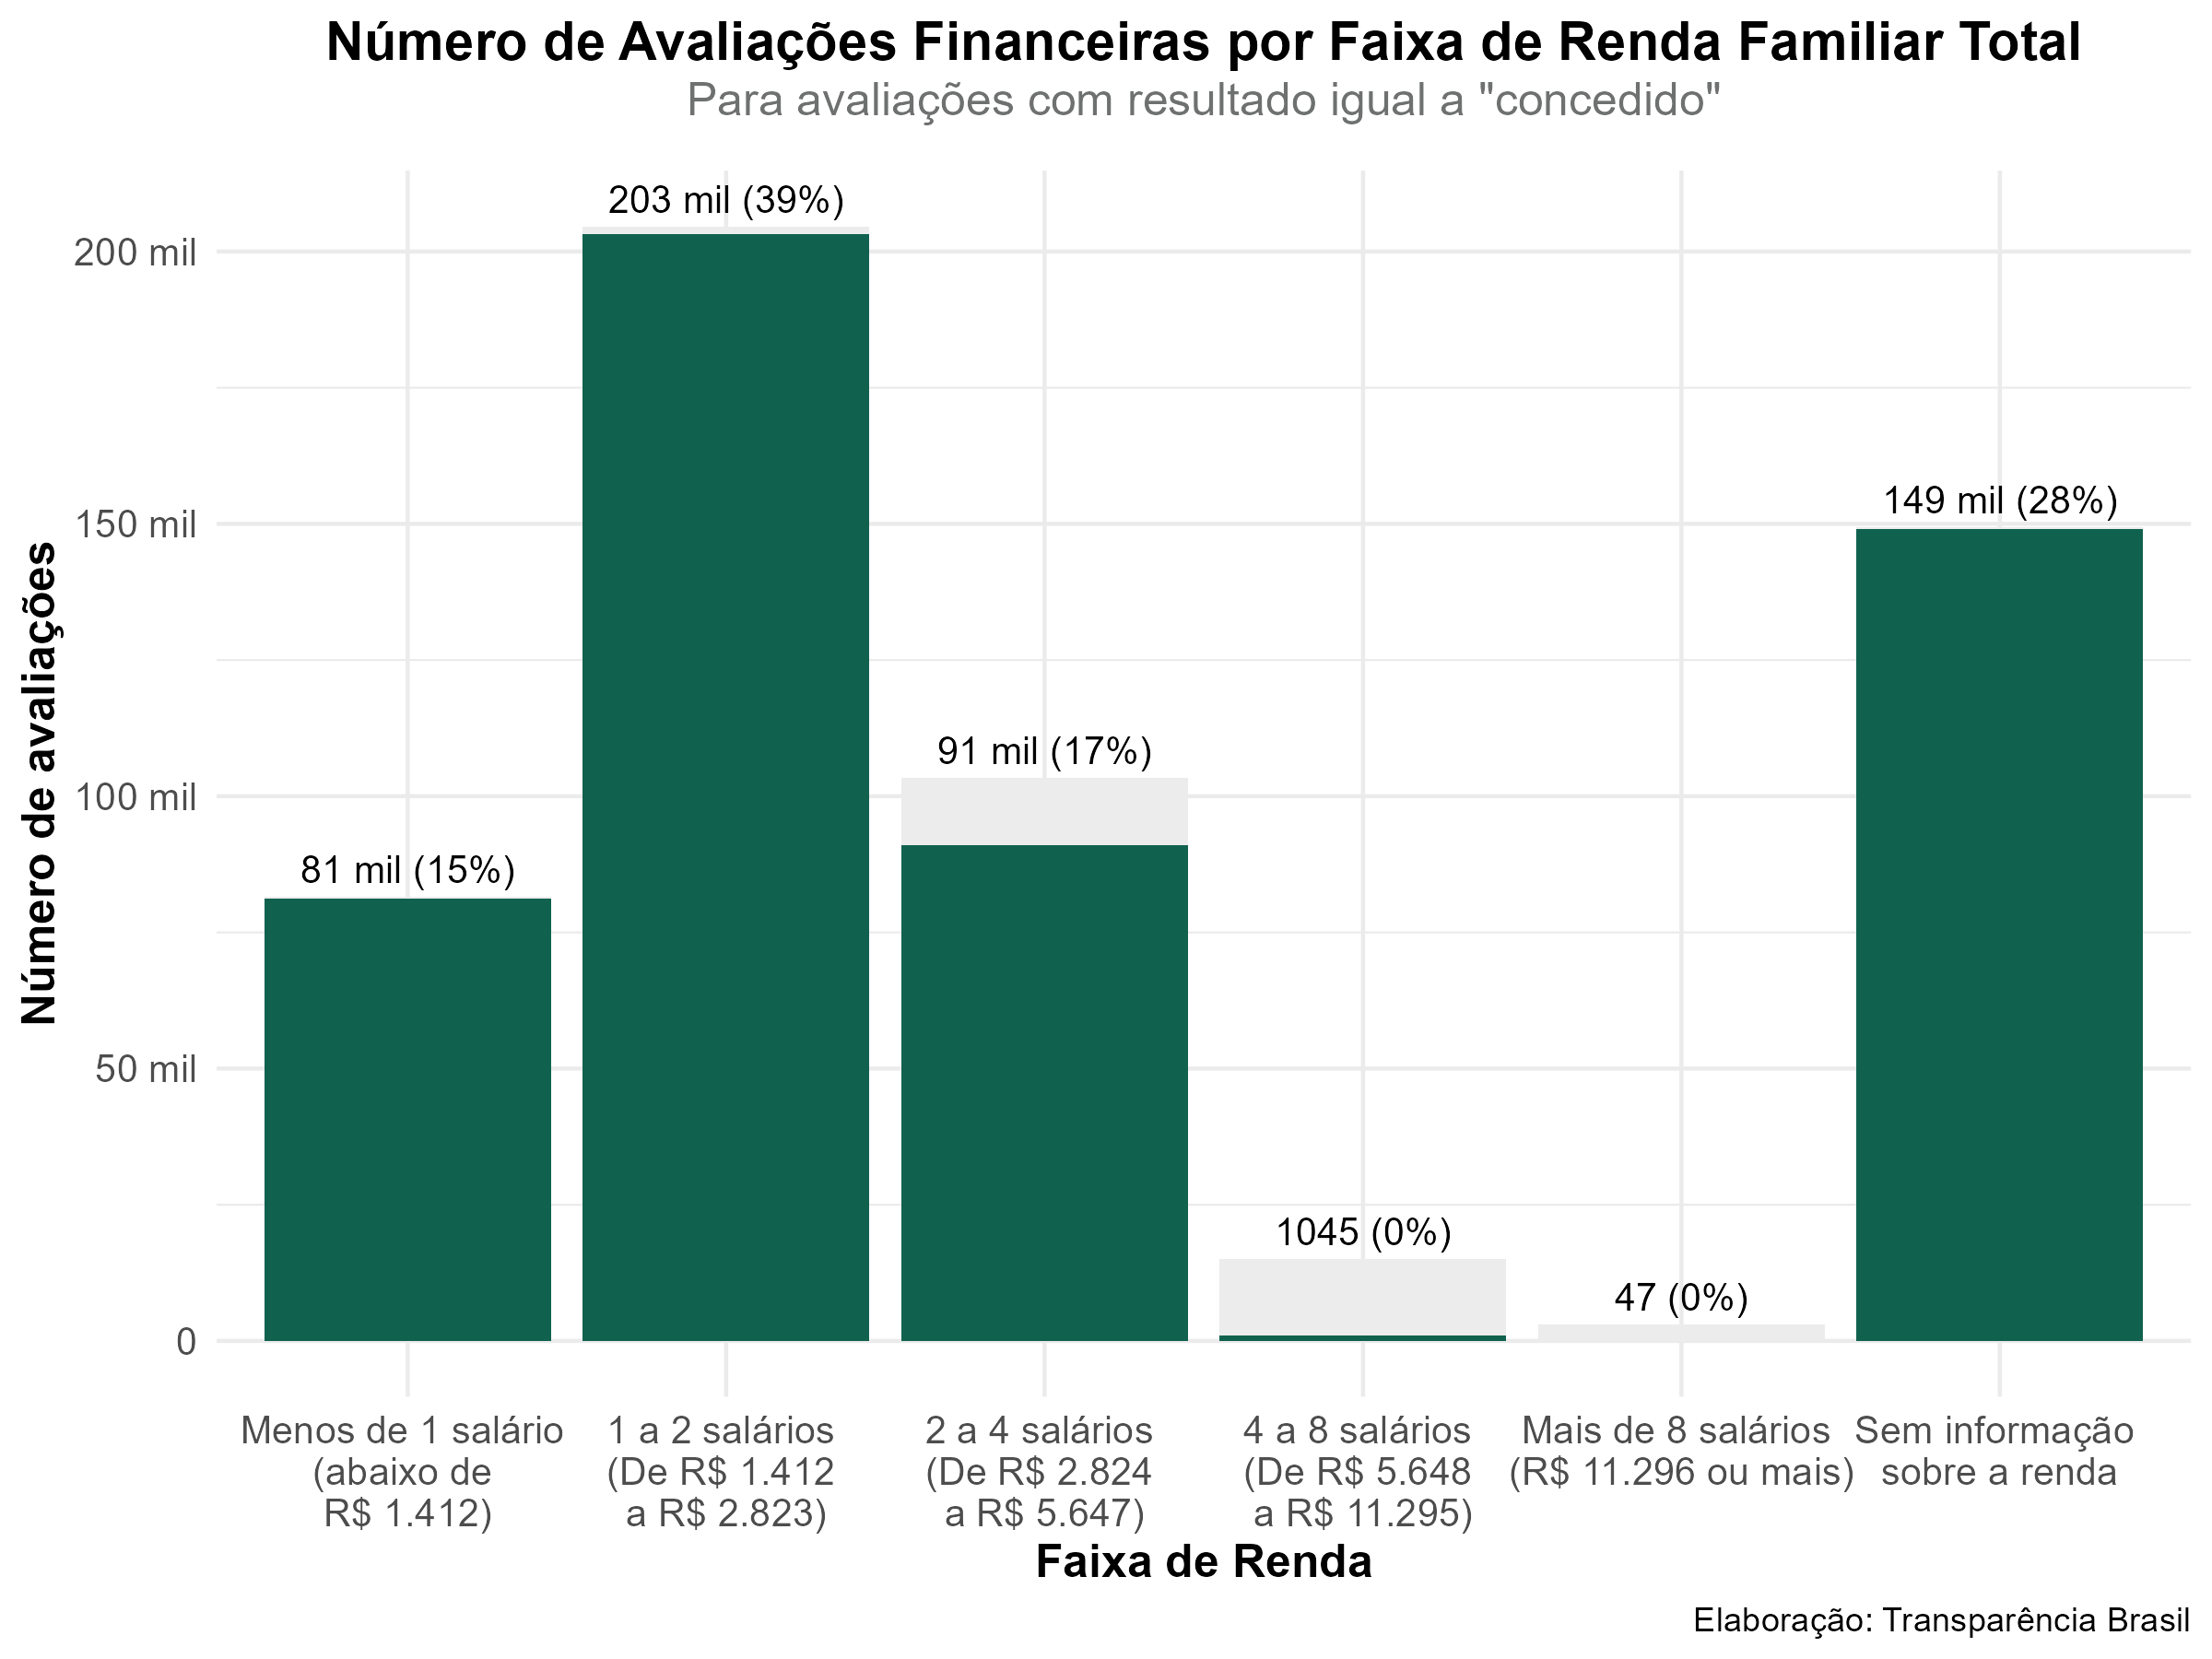 Número de Avaliações Financeiras por Faixa de Renda Familiar Total
Para avaliações com resultado igual a "concedido"
Número de avaliações
200 mil
150 mil
100 mil
50 mil
0
81 mil (15%)
203 mil (39%)
91 mil (17%)
1045 (0%)
47 (0%)
149 mil (28%)
Menos de 1 salário
(abaixo de
R$ 1.412)
1 a 2 salários
(De R$ 1.412
a R$ 2.823)
2 a 4 salários
(De R$ 2.824
a R$ 5.647)
4 a 8 salários
(De R$ 5.648
a R$ 11.295)
Mais de 8 salários
(R$ 11.296 ou mais)
Sem informação
sobre a renda
Faixa de Renda
Elaboração: Transparência Brasil